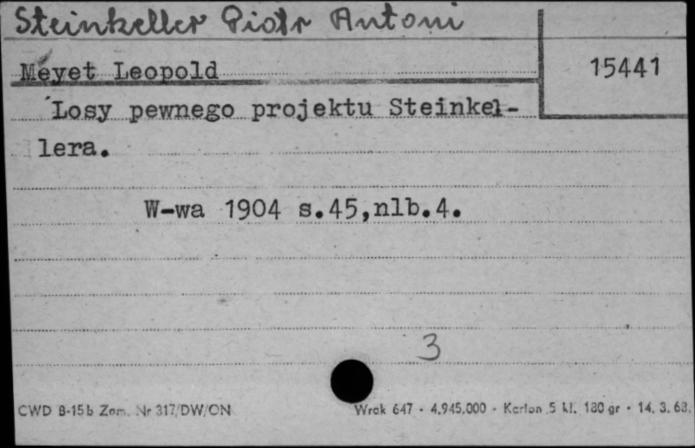 Steinkeller Piotr Antoni
Meyet Leopold
15441
Losy pewnego projektu Steinkel-
lera.
W-wa 1904 s.45,nlb.4.
3
CWD B-15b Zam. Nr 317/DW/ON
Wrck 647 · 4.945.000 · Karton 5 kl. 180 gr · 14. 3. 63.